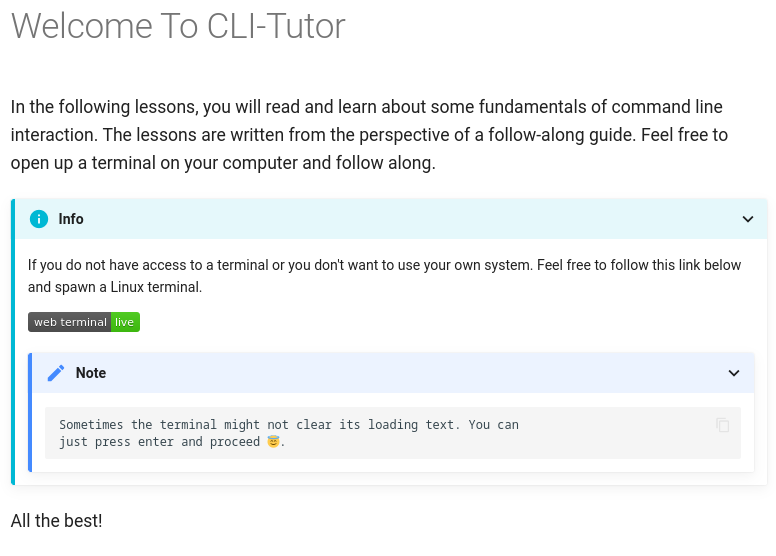 Welcome To CLI-Tutor
In the following lessons, you will read and learn about some fundamentals of command line
interaction. The lessons are written from the perspective of a follow-along guide. Feel free to
open up a terminal on your computer and follow along.
Info
If you do not have access to a terminal or you don't want to use your own system. Feel free to follow this link below
and spawn a Linux terminal.
web terminal live
Note
Sometimes the terminal might not clear its loading text. You can
just press enter and proceed 😇.
All the best!